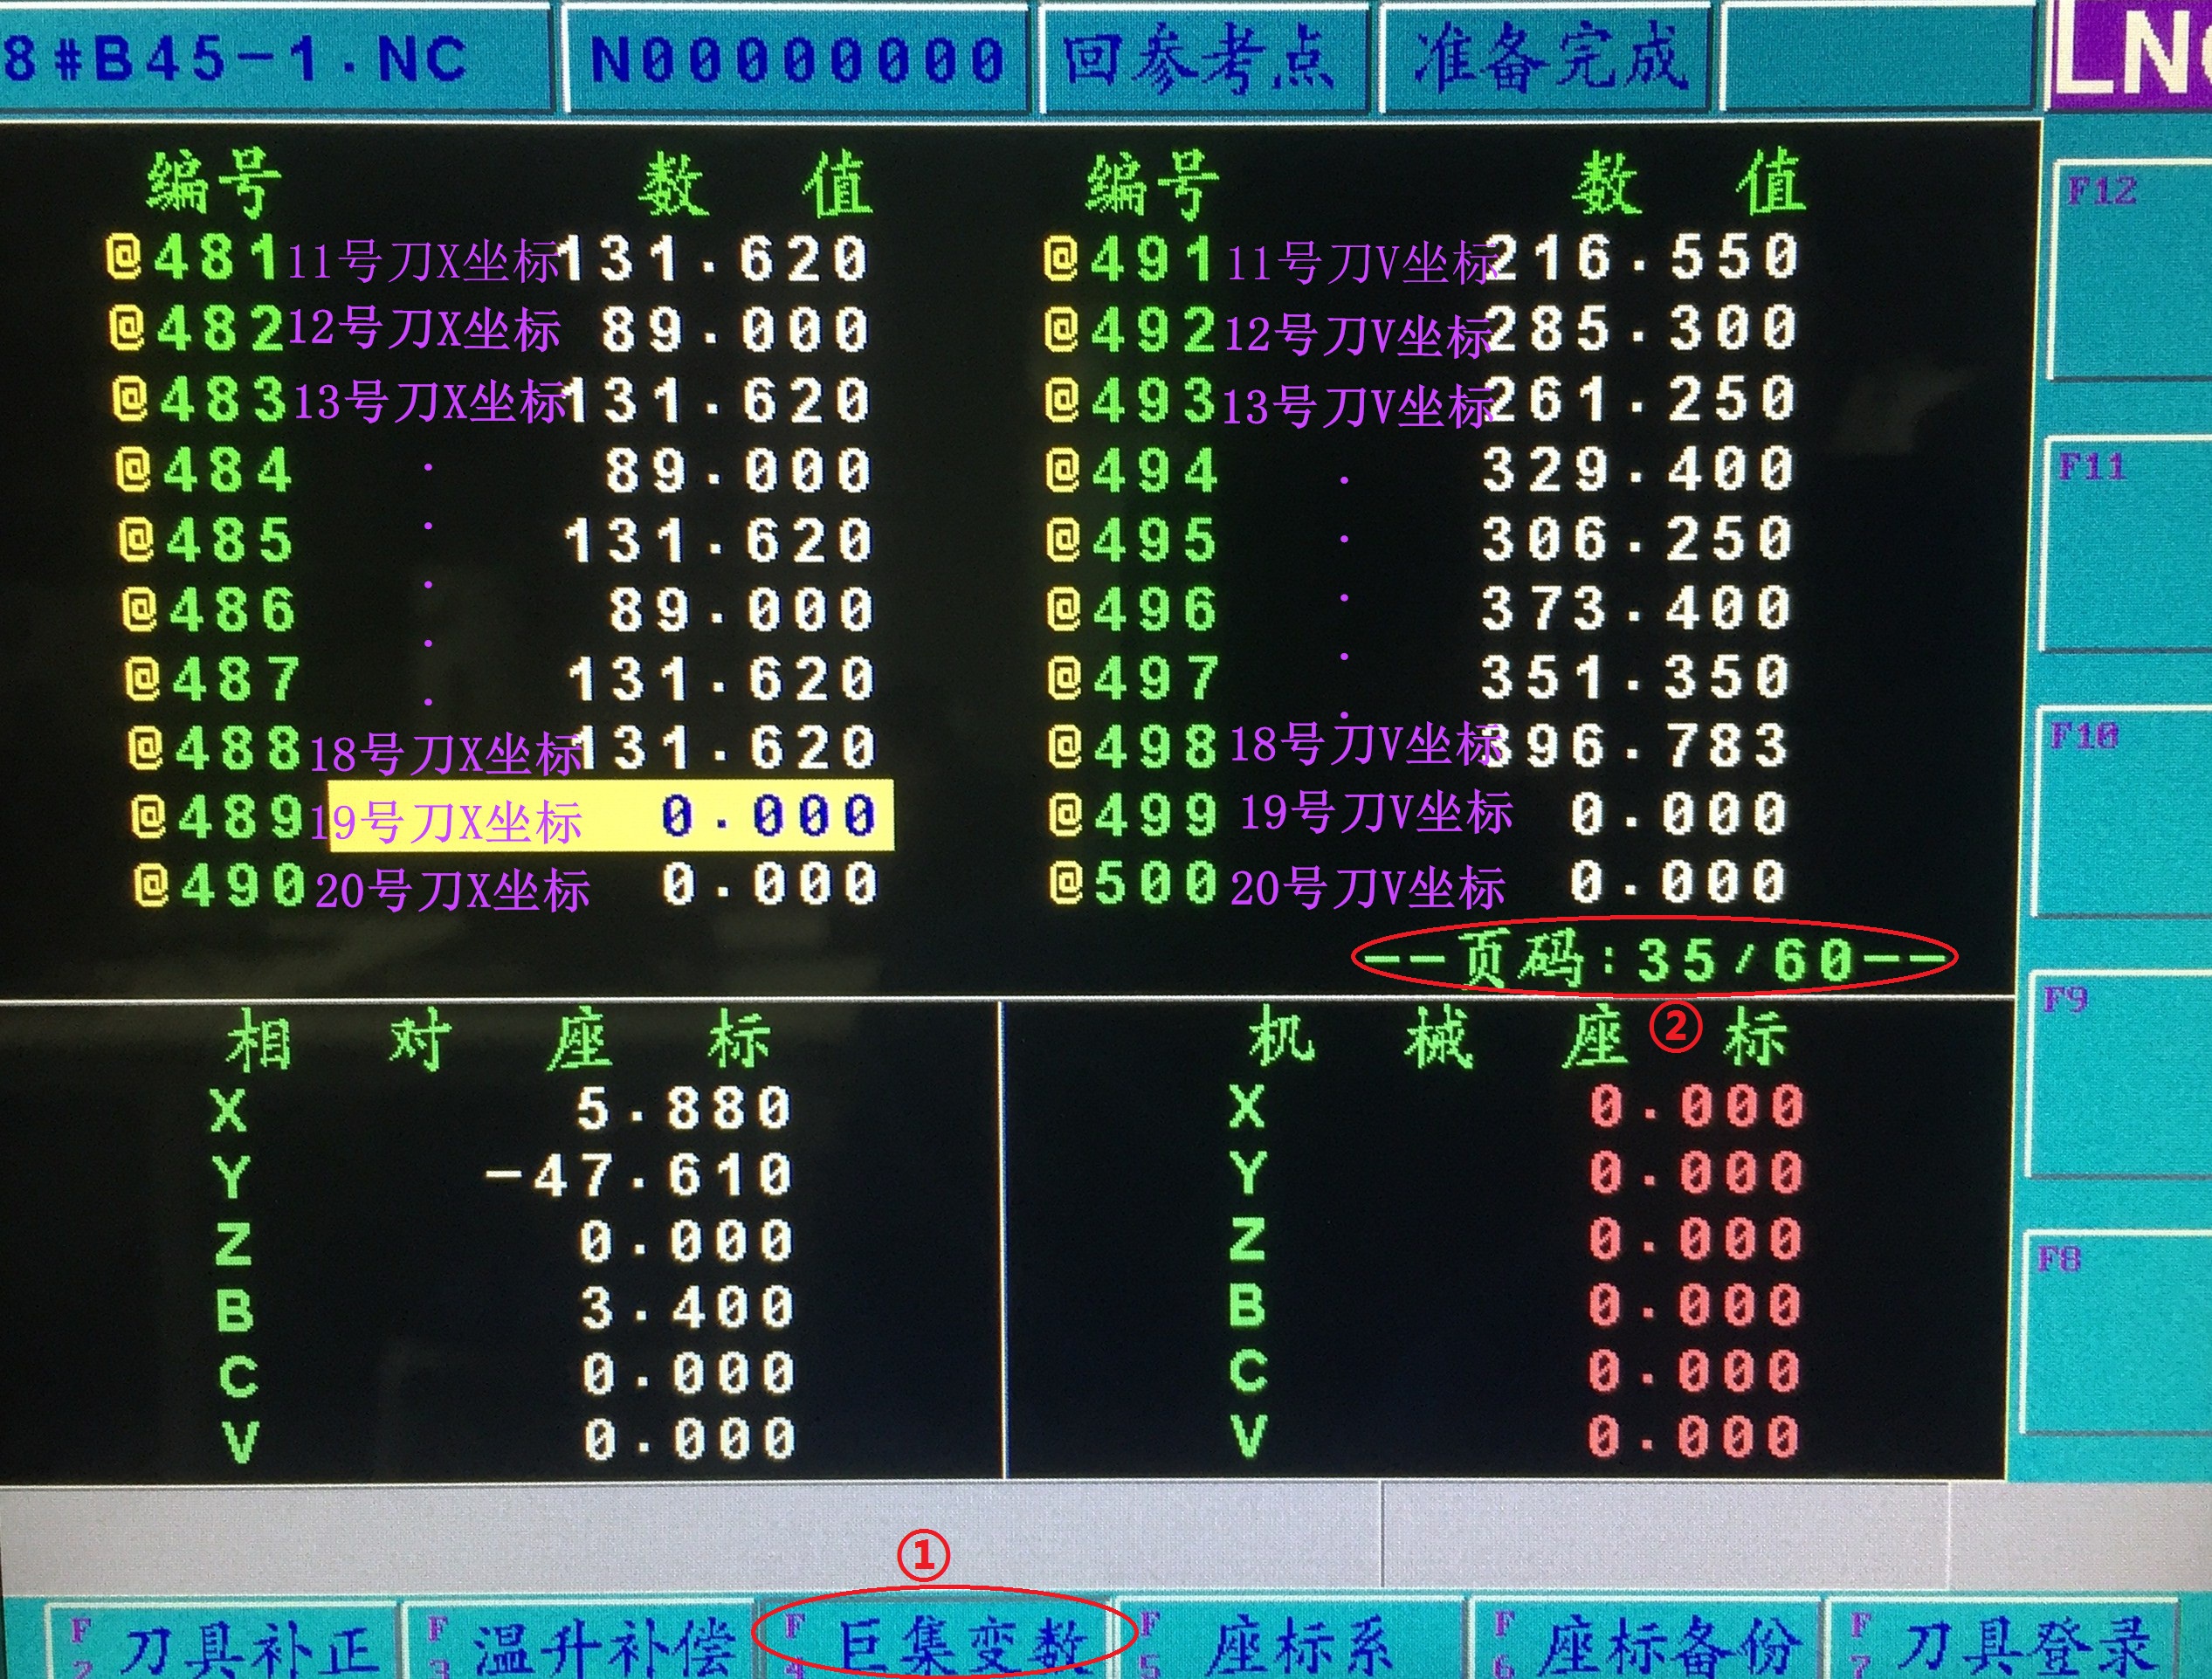 8#B45-1.NC N00000000 回参考点 准备完成 LN
编号 数 值 编号 数 值
@481 11号刀X坐标 131.620 @491 11号刀V坐标 216.550
@482 12号刀X坐标 89.000 @492 12号刀V坐标 285.300
@483 13号刀X坐标 131.620 @493 13号刀V坐标 261.250
@484 . 89.000 @494 . 329.400
@485 . 131.620 @495 . 306.250
@486 . 89.000 @496 . 373.400
@487 . 131.620 @497 . 351.350
@488 18号刀X坐标 131.620 @498 18号刀V坐标 396.783
@489 19号刀X坐标 0.000 @499 19号刀V坐标 0.000
@490 20号刀X坐标 0.000 @500 20号刀V坐标 0.000
--页码:35/60--
②
相 对 座 标 机 械 座 标
X 5.880 X 0.000
Y -47.610 Y 0.000
Z 0.000 Z 0.000
B 3.400 B 0.000
C 0.000 C 0.000
V 0.000 V 0.000
F12
F11
F10
F9
F8
①
F2 刀具补正 F3 温升补偿 F4 巨集变数 F5 座标系 F6 座标备份 F7 刀具登录